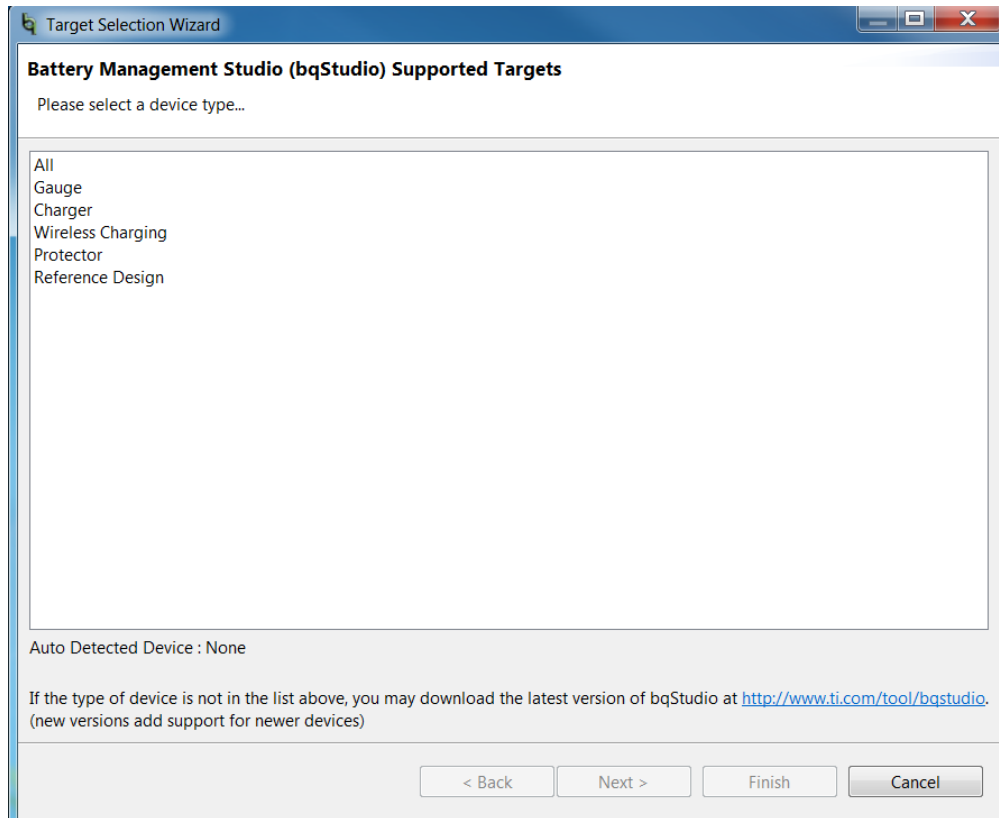 Target Selection Wizard
Battery Management Studio (bqStudio) Supported Targets
Please select a device type...
All
Gauge
Charger
Wireless Charging
Protector
Reference Design
Auto Detected Device : None
If the type of device is not in the list above, you may download the latest version of bqStudio at http://www.ti.com/tool/bqstudio.
(new versions add support for newer devices)
< Back Next > Finish Cancel